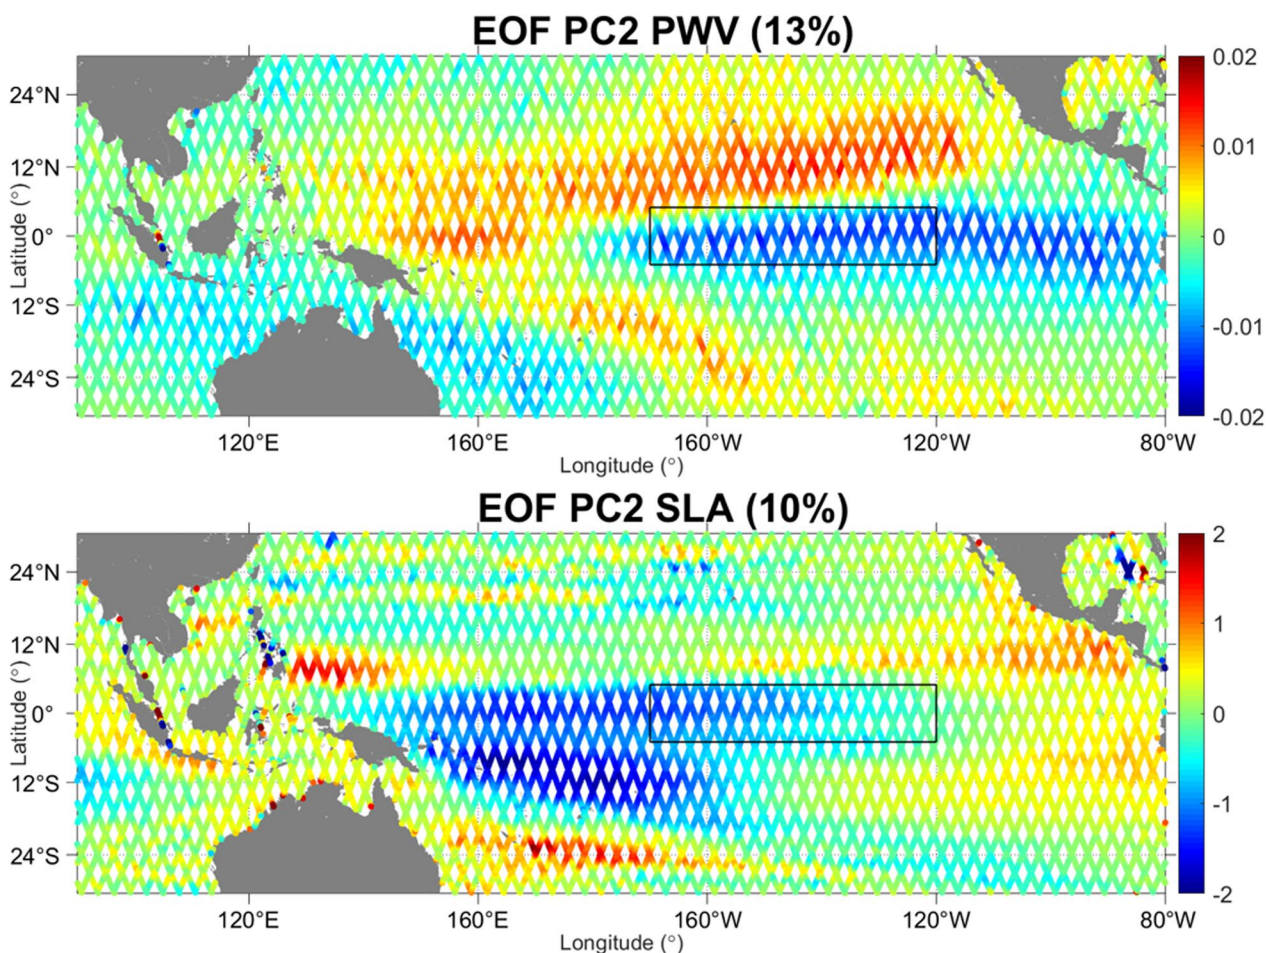 EOF PC2 PWV (13%)
0.02
24°N
0.01
12°N
0°
0
12°S
-0.01
24°S
-0.02
Latitude (°)
120°E 160°E 160°W 120°W 80°W
Longitude (°)
EOF PC2 SLA (10%)
2
24°N
1
12°N
0°
0
12°S
-1
24°S
-2
Latitude (°)
120°E 160°E 160°W 120°W 80°W
Longitude (°)